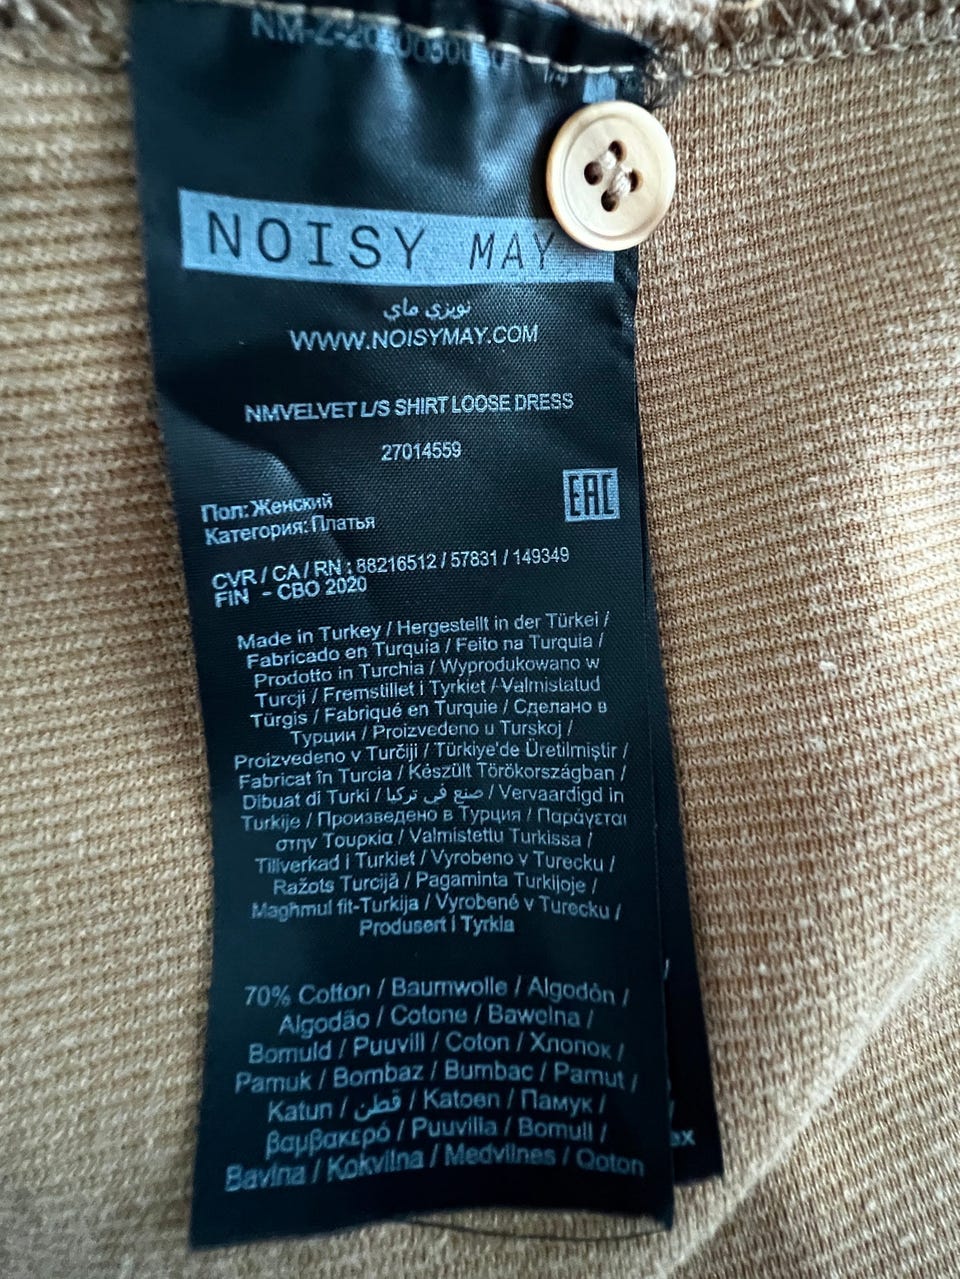 NOISY MAY
نويزي ماي
WWW.NOISYMAY.COM
NMVELVET L/S SHIRT LOOSE DRESS
27014559
EAC
Пол: Женский
Категория: Платья
CVR / CA / RN : 88216512 / 57831 / 149349
FIN - CBO 2020
Made in Turkey / Hergestellt in der Türkei /
Fabricado en Turquia / Feito na Turquia /
Prodotto in Turchia / Wyprodukowano w
Turcji / Fremstillet i Tyrkiet / Valmistatud
Türgis / Fabriqué en Turquie / Сделано в
Турции / Proizvedeno u Turskoj /
Proizvedeno v Turčiji / Türkiye'de Üretilmiştir /
Fabricat în Turcia / Készült Törökországban /
Dibuat di Turki / صنع في تركيا / Vervaardigd in
Turkije / Произведено в Турция / Παράγεται
στην Τουρκία / Valmistettu Turkissa /
Tillverkad i Turkiet / Vyrobeno v Turecku /
Ražots Turcijā / Pagaminta Turkijoje /
Magħmul fit-Turkija / Vyrobené v Turecku /
Produsert i Tyrkia
70% Cotton / Baumwolle / Algodón /
Algodão / Cotone / Bawełna /
Bomuld / Puuvill / Coton / Хлопок /
Pamuk / Bombaž / Bumbac / Pamut /
Katun / قطن / Katoen / Памук /
βαμβακερό / Puuvilla / Bomull /
Bavlna / Kokvilna / Medvilnes / Qoton